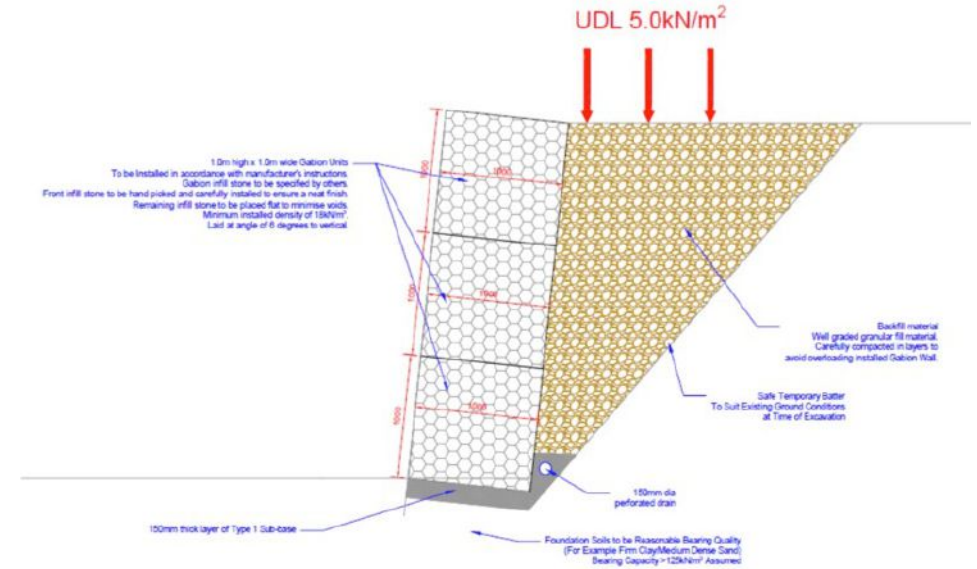 UDL 5.0kN/m²
1.0m high x 1.0m wide Gabion Units
To be Installed in accordance with manufacturer's instructions.
Gabion infill stone to be specified by others.
Front infill stone to be hand picked and carefully installed to ensure a neat finish.
Remaining infill stone to be placed flat to minimise voids.
Minimum installed density of 18kN/m³.
Laid at angle of 6 degrees to vertical
1000
1000
1000
1000
1000
1000
Backfill material
Well graded granular fill material.
Carefully compacted in layers to
avoid overloading installed Gabion Wall.
Safe Temporary Batter
To Suit Existing Ground Conditions
at Time of Excavation
150mm dia
perforated drain
150mm thick layer of Type 1 Sub-base
Foundation Soils to be Reasonable Bearing Quality
(For Example Firm Clay/Medium Dense Sand)
Bearing Capacity >125kN/m² Assumed